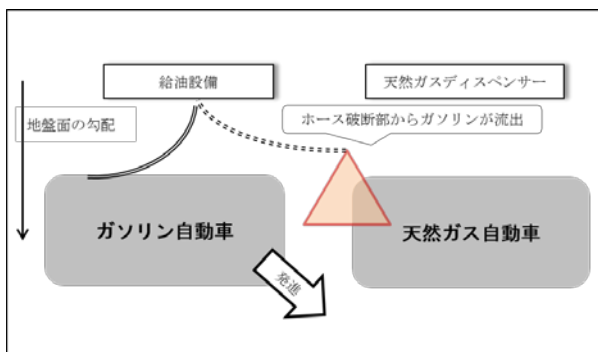 給油設備
天然ガスディスペンサー
地盤面の勾配
ホース破断部からガソリンが流出
ガソリン自動車
天然ガス自動車
発進